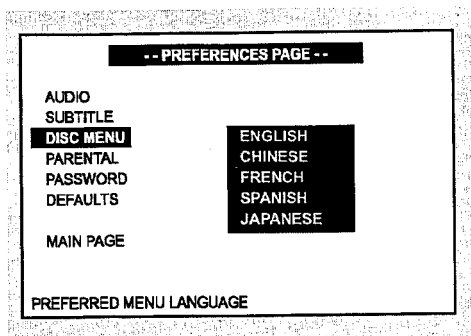 -- PREFERENCES PAGE --
AUDIO
SUBTITLE
DISC MENU
PARENTAL
PASSWORD
DEFAULTS
MAIN PAGE
ENGLISH
CHINESE
FRENCH
SPANISH
JAPANESE
PREFERRED MENU LANGUAGE